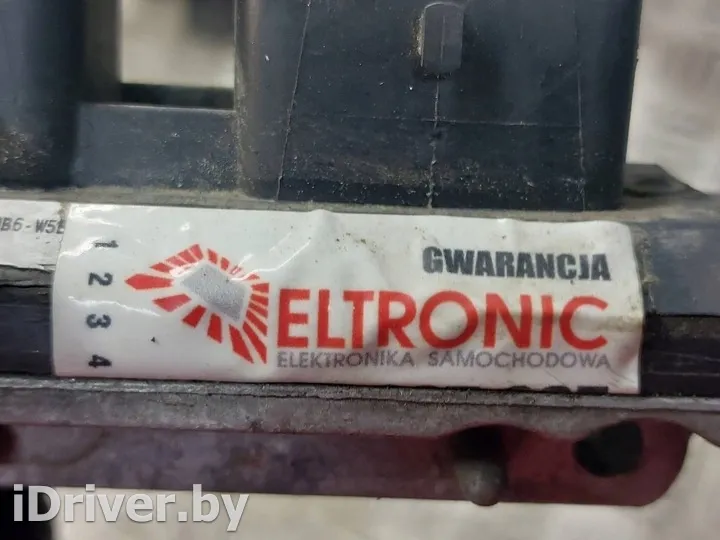 GWARANCJA
ELTRONIC
ELEKTRONIKA SAMOCHODOWA
1
2
3
4
iDriver.by